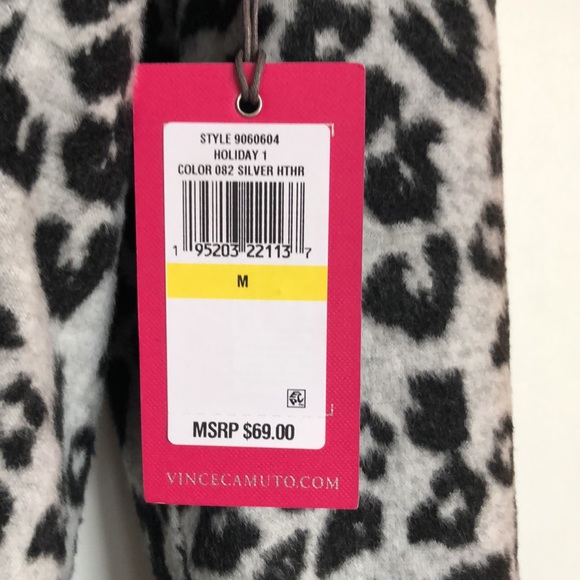 STYLE 9060604
HOLIDAY 1
COLOR 082 SILVER HTHR
1 95203 22113 7
M
MSRP $69.00
VINCECAMUTO.COM